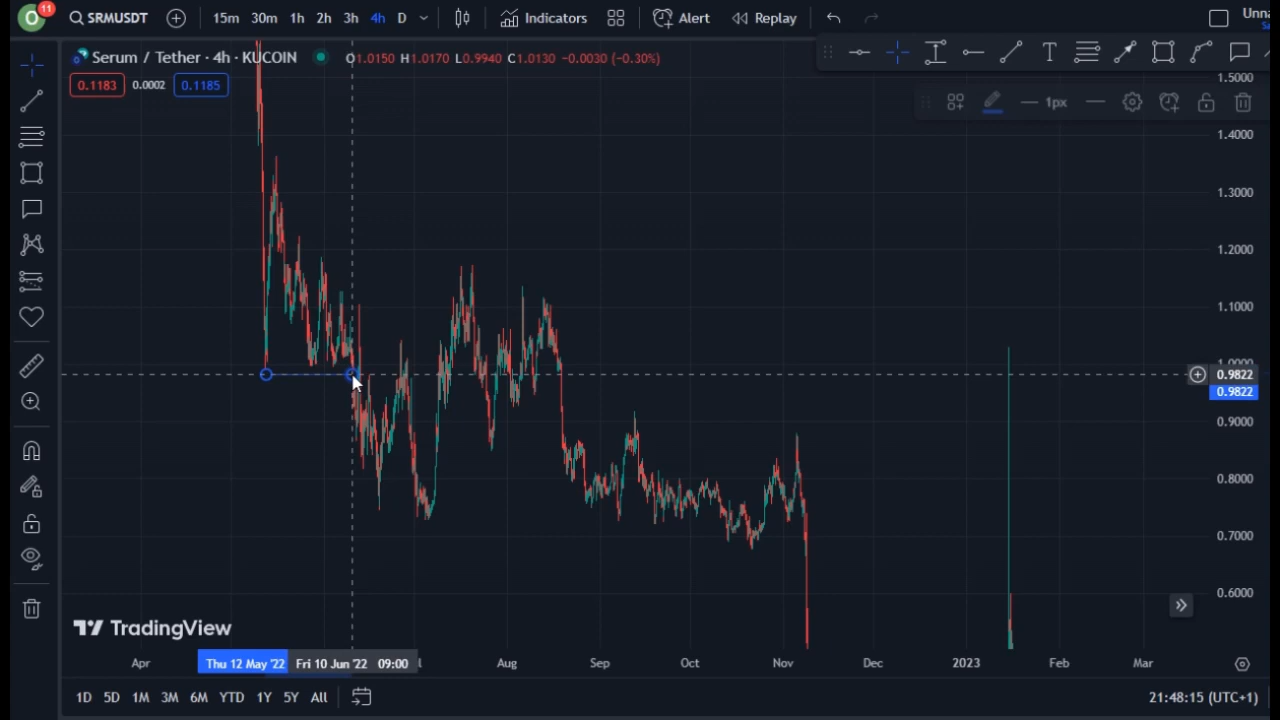 11
O
SRMUSDT
15m 30m 1h 2h 3h 4h D
Indicators
Alert
Replay
Unna
Serum / Tether · 4h · KUCOIN
O1.0150 H1.0170 L0.9940 C1.0130 −0.0030 (−0.30%)
0.1183 0.0002 0.1185
T
1px
1.5000
1.4000
1.3000
1.2000
1.1000
1.0000
0.9822
0.9822
0.9000
0.8000
0.7000
0.6000
TradingView
Apr
Thu 12 May '22
Fri 10 Jun '22 09:00
Aug Sep Oct Nov Dec 2023 Feb Mar
1D 5D 1M 3M 6M YTD 1Y 5Y All
21:48:15 (UTC+1)